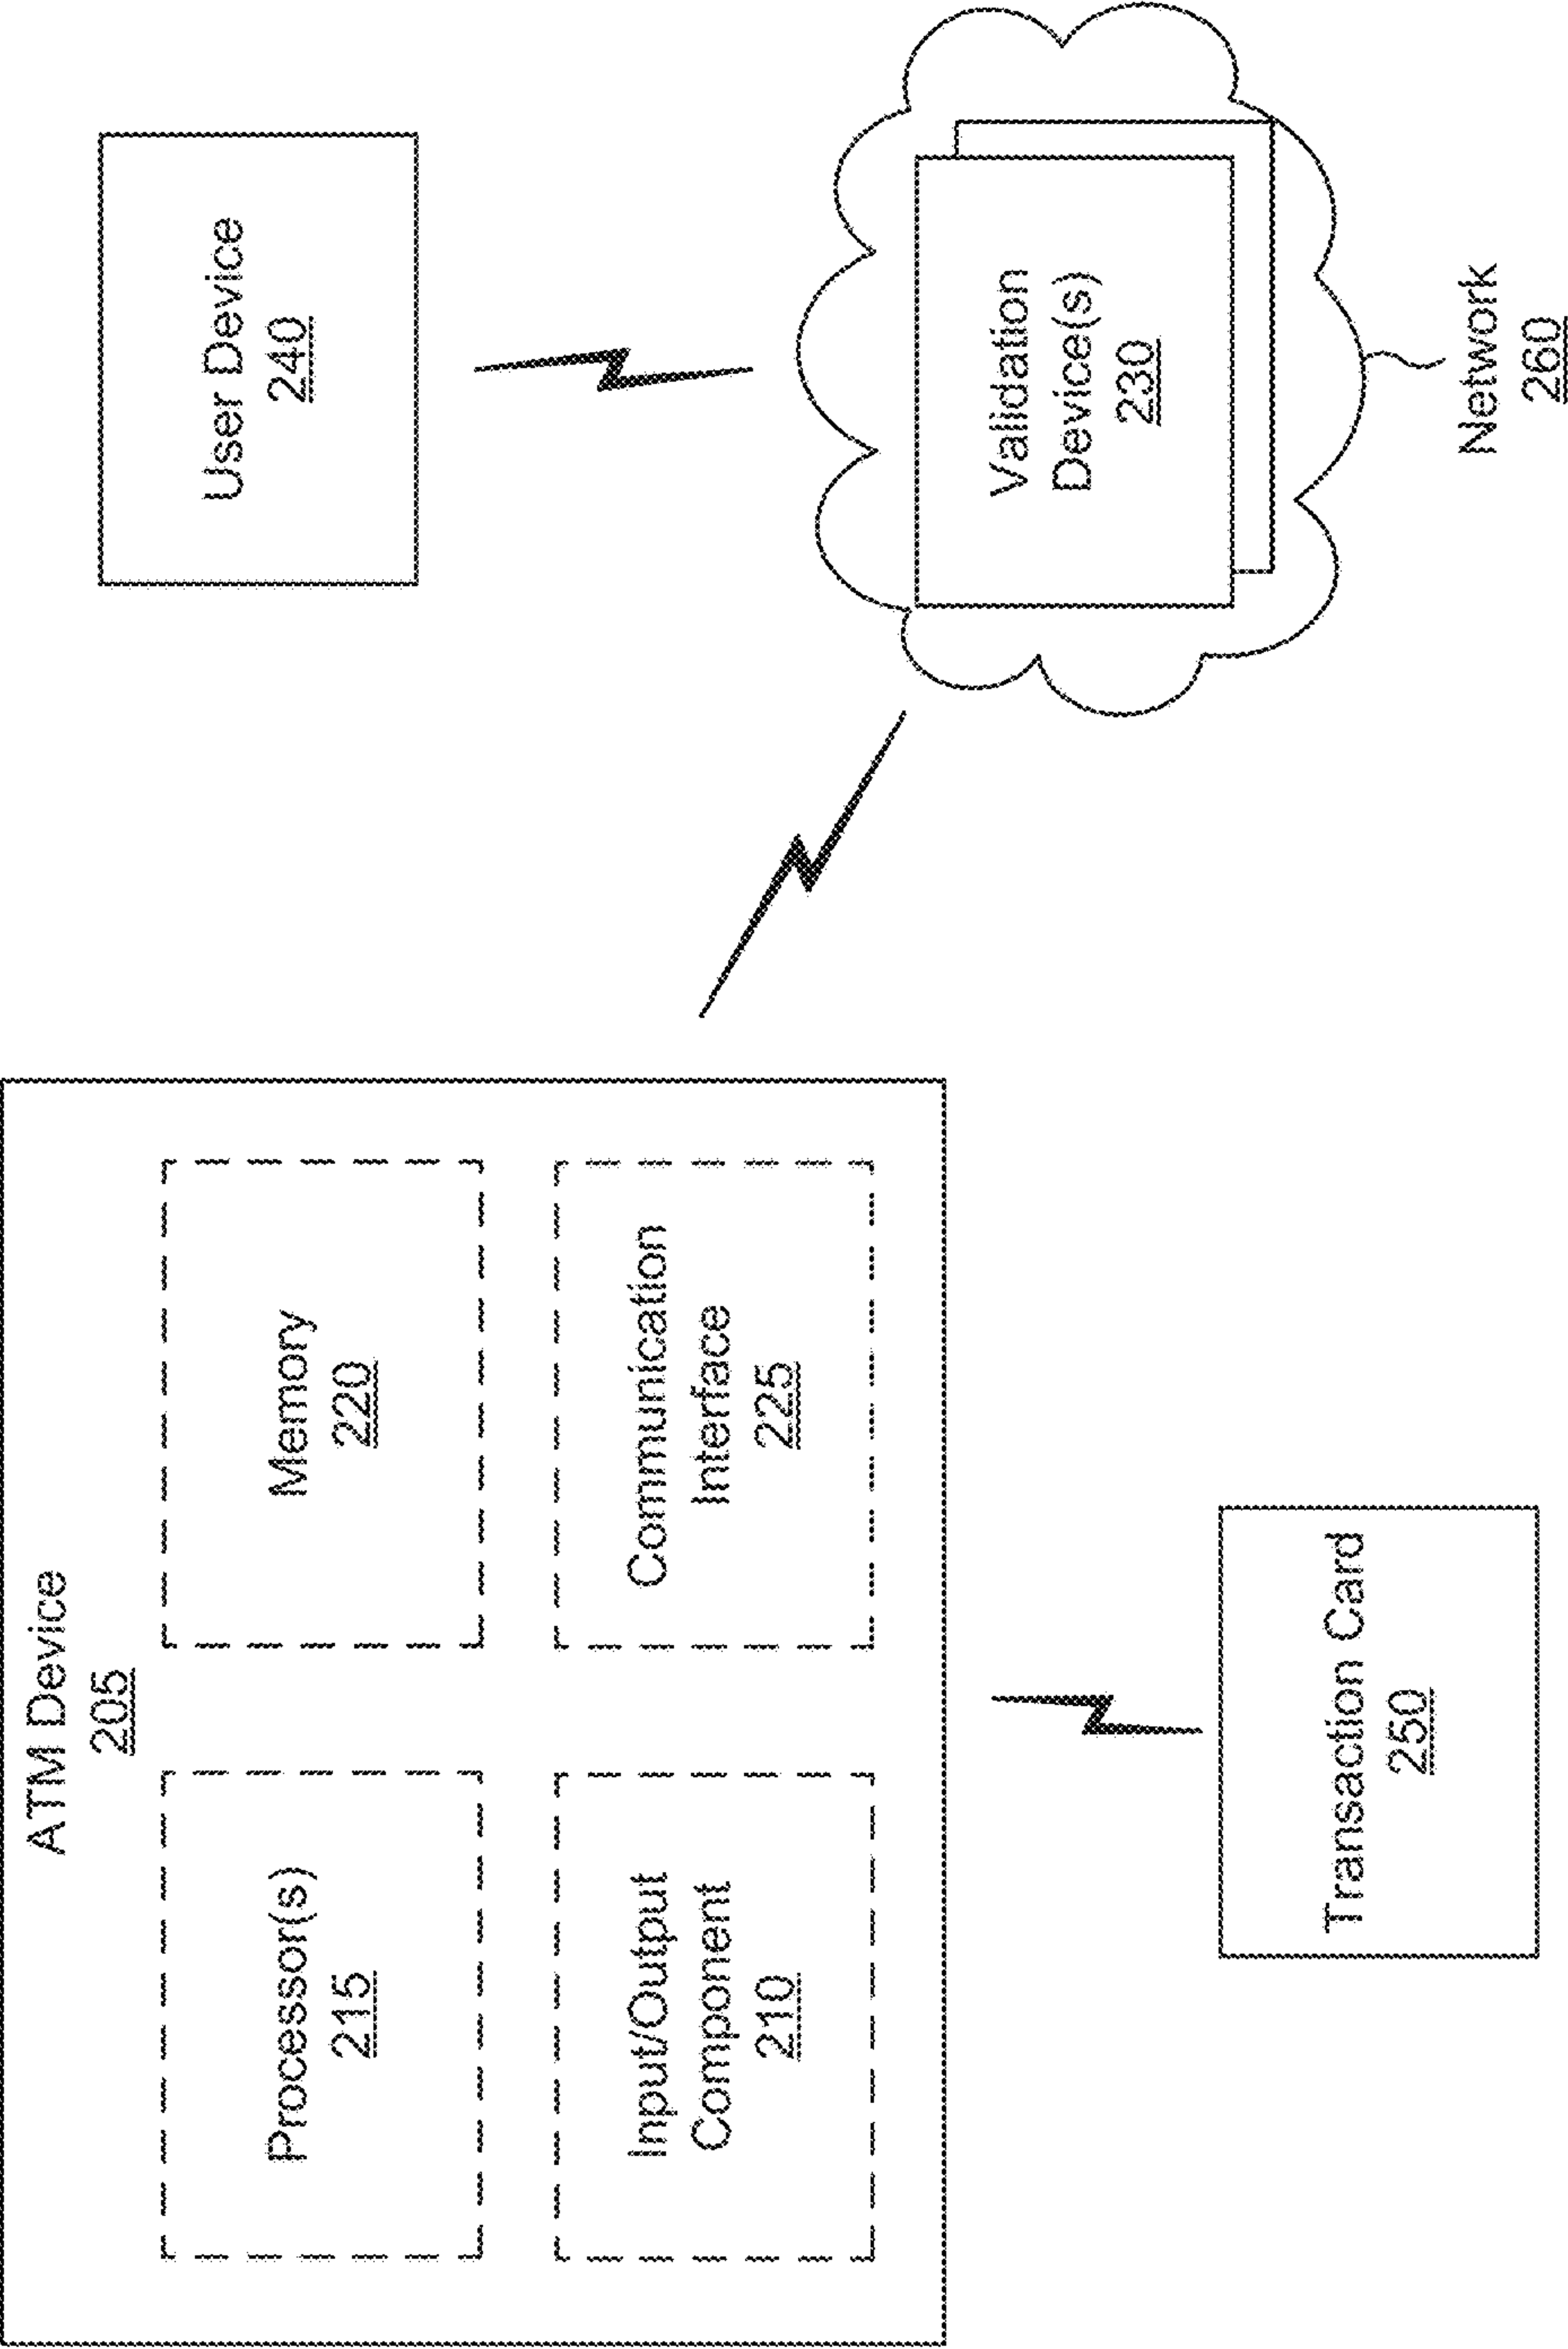 ATM Device
205
Processor(s)
215
Memory
220
Input/Output
Component
210
Communication
Interface
225
User Device
240
Validation
Device(s)
230
Network
260
Transaction Card
250